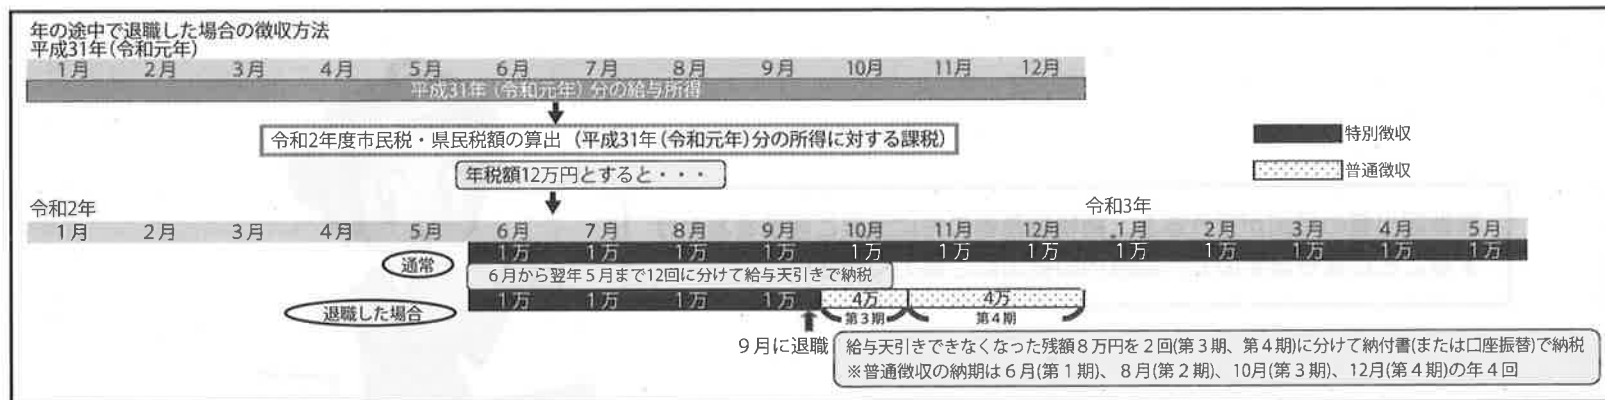 年の途中で退職した場合の徴収方法
平成31年(令和元年)
1月 2月 3月 4月 5月 6月 7月 8月 9月 10月 11月 12月
平成31年(令和元年)分の給与所得
令和2年度市民税・県民税額の算出(平成31年(令和元年)分の所得に対する課税)
特別徴収
年税額12万円とすると・・・
普通徴収
令和2年 令和3年
1月 2月 3月 4月 5月 6月 7月 8月 9月 10月 11月 12月 1月 2月 3月 4月 5月
通常 1万 1万 1万 1万 1万 1万 1万 1万 1万 1万 1万 1万
6月から翌年5月まで12回に分けて給与天引きで納税
退職した場合 1万 1万 1万 1万 4万 4万
第3期 第4期
9月に退職
給与天引きできなくなった残額8万円を2回(第3期、第4期)に分けて納付書(または口座振替)で納税
※普通徴収の納期は6月(第1期)、8月(第2期)、10月(第3期)、12月(第4期)の年4回